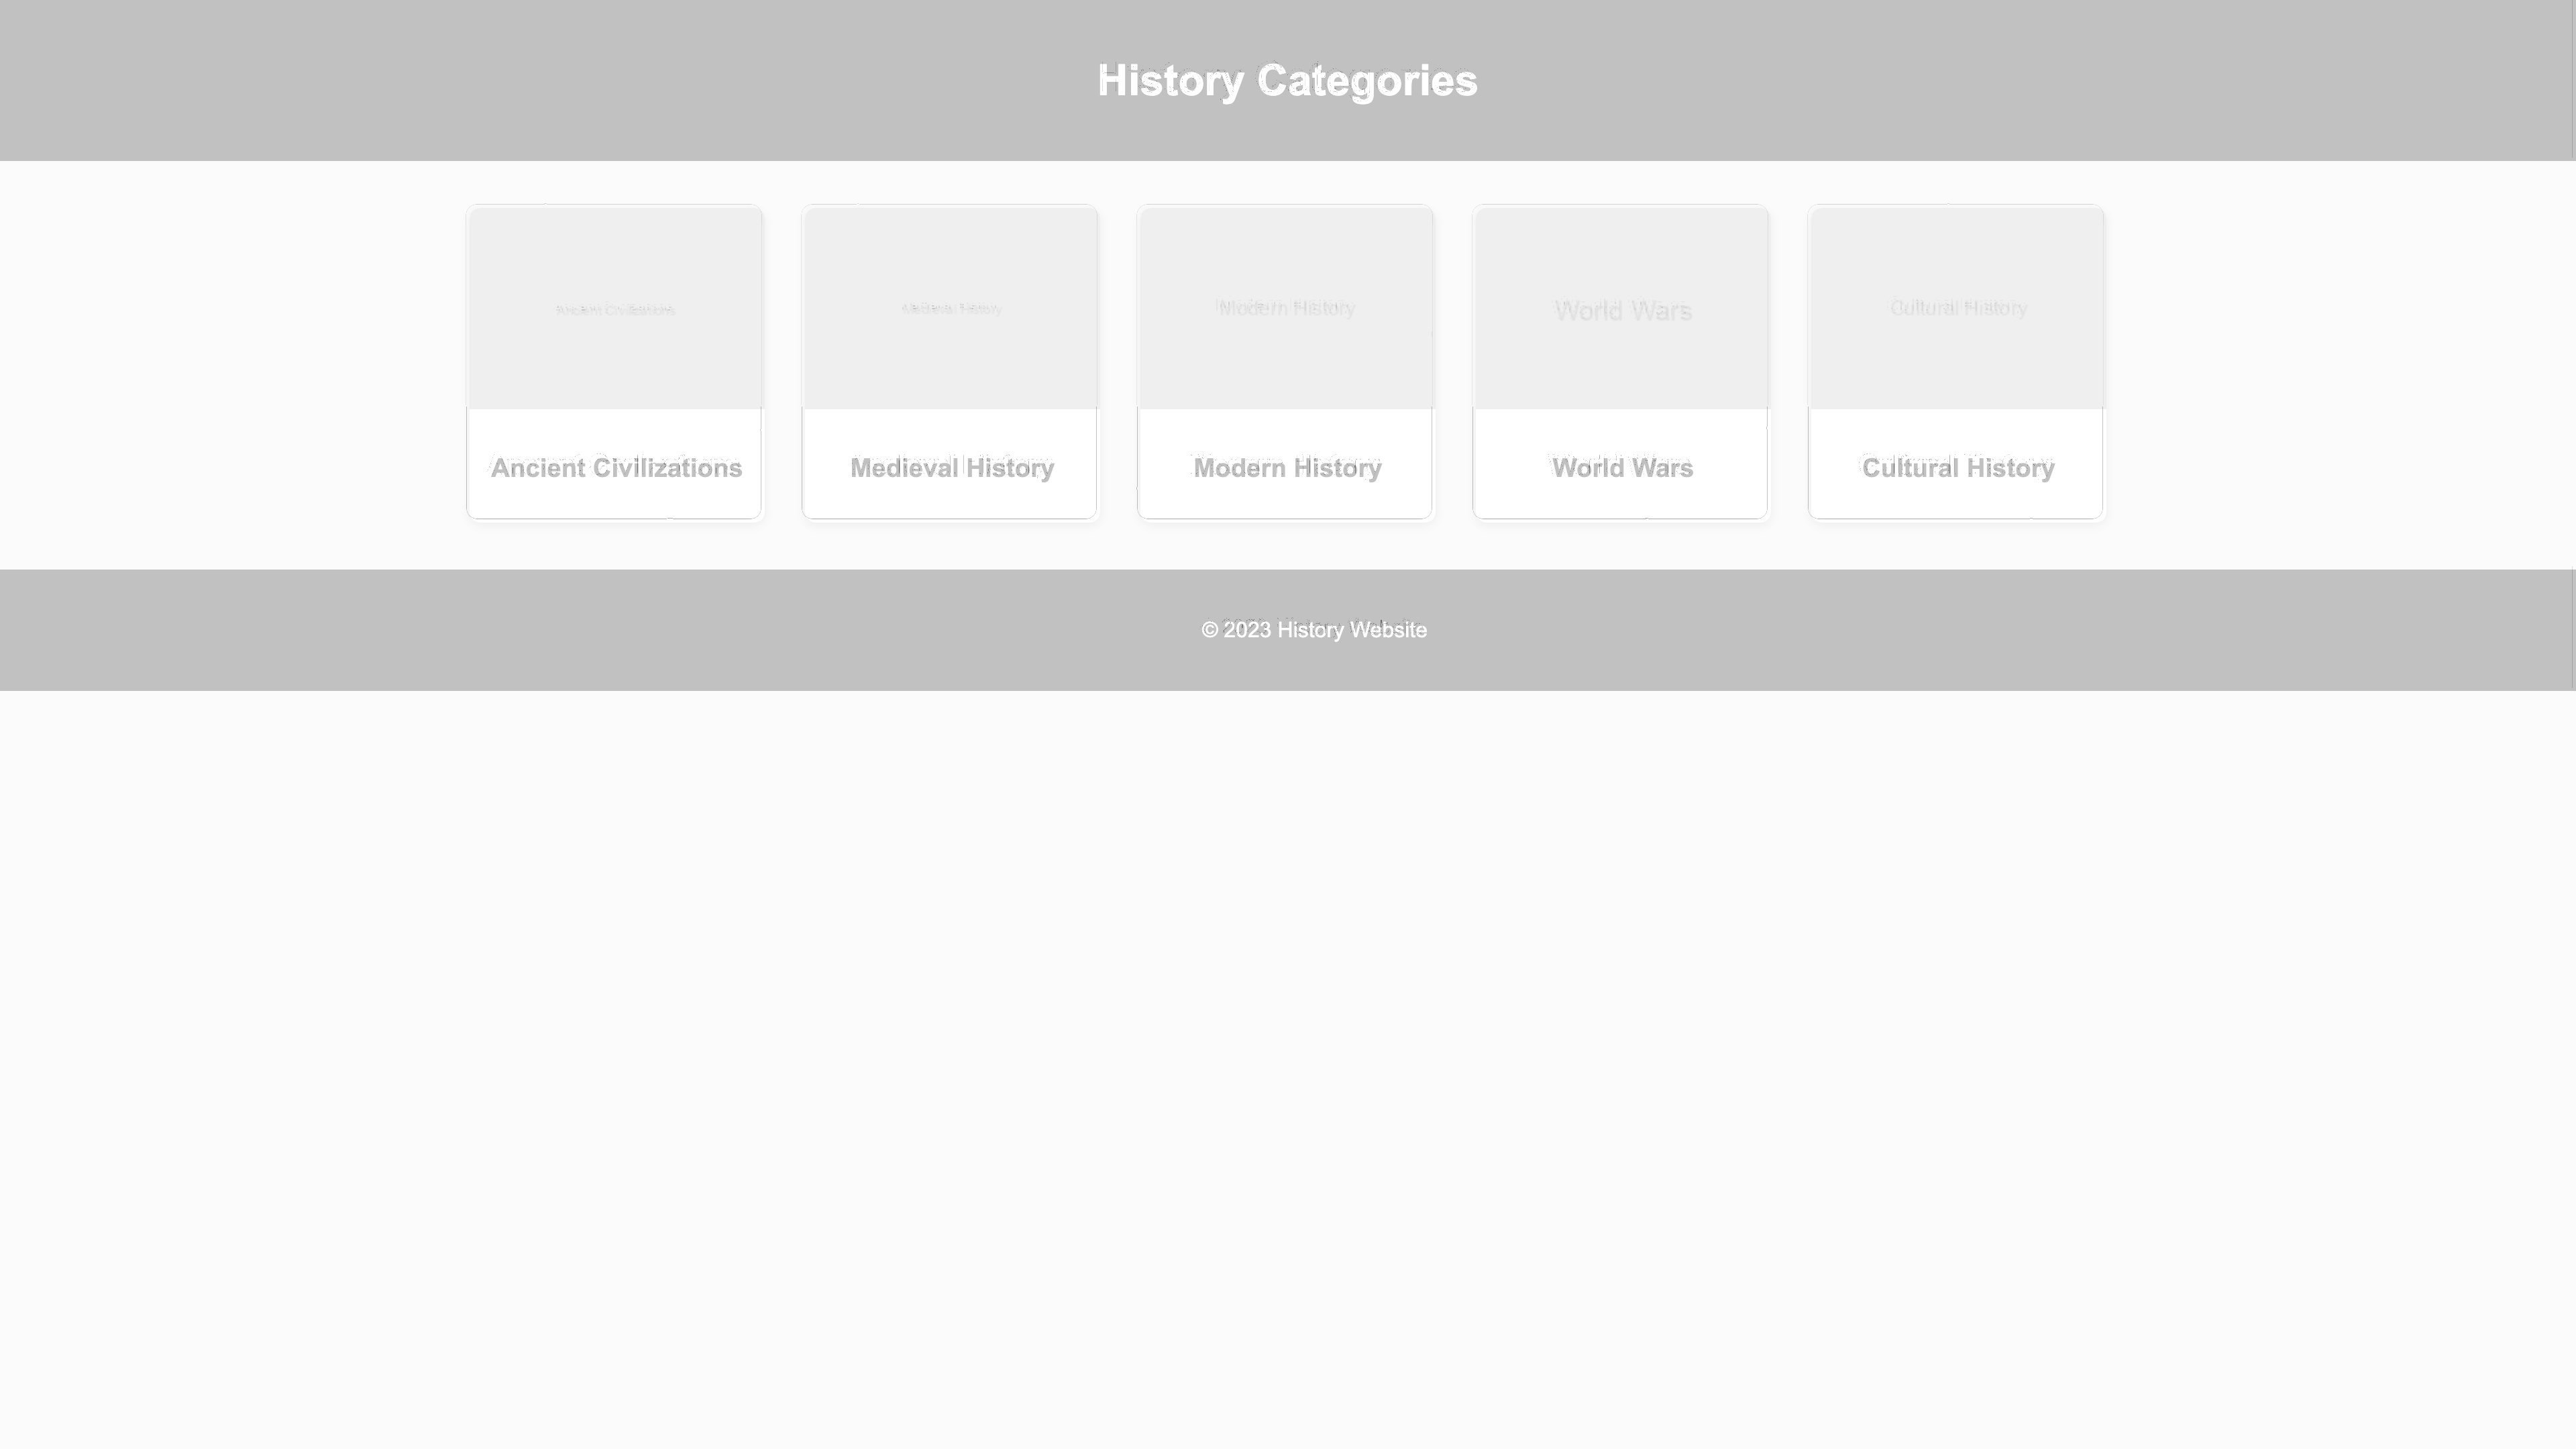 History Categories
Ancient Civilizations
Medieval History
Modern History
World Wars
Cultural History
Ancient Civilizations
Medieval History
Modern History
World Wars
Cultural History
© 2023 History Website